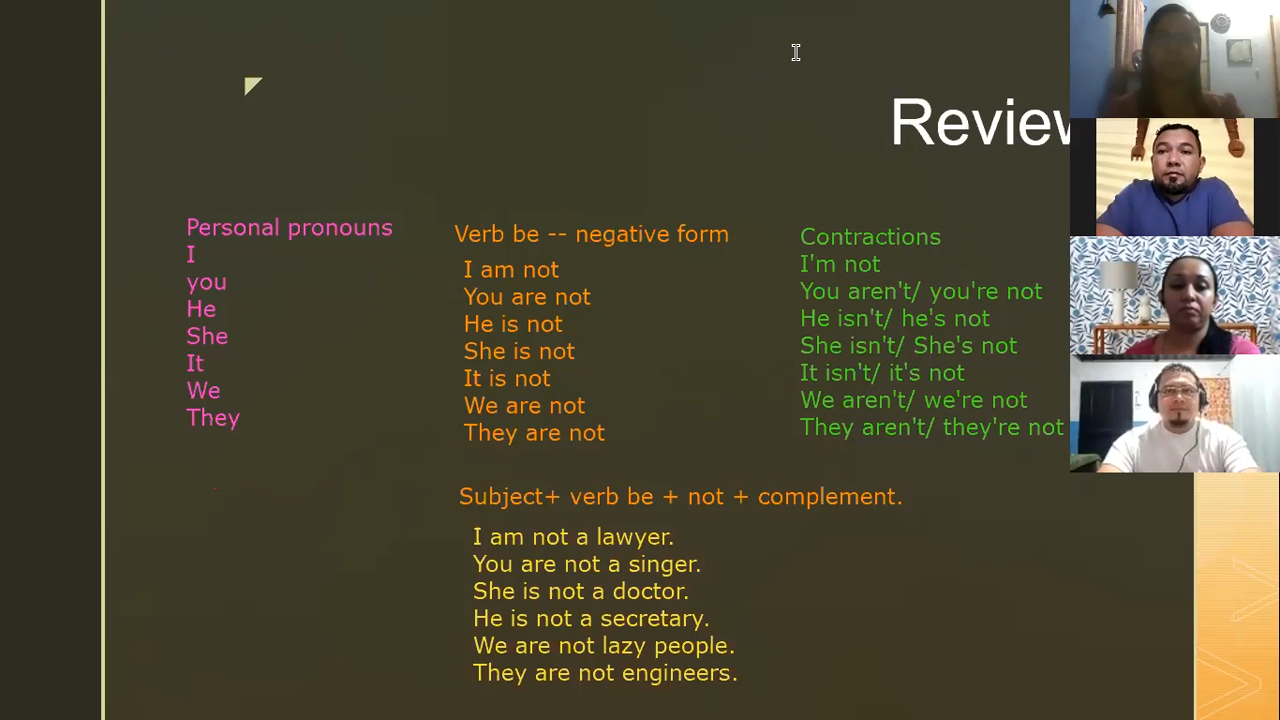 Review
Personal pronouns
I
you
He
She
It
We
They
Verb be -- negative form
I am not
You are not
He is not
She is not
It is not
We are not
They are not
Contractions
I'm not
You aren't/ you're not
He isn't/ he's not
She isn't/ She's not
It isn't/ it's not
We aren't/ we're not
They aren't/ they're not
Subject+ verb be + not + complement.
I am not a lawyer.
You are not a singer.
She is not a doctor.
He is not a secretary.
We are not lazy people.
They are not engineers.